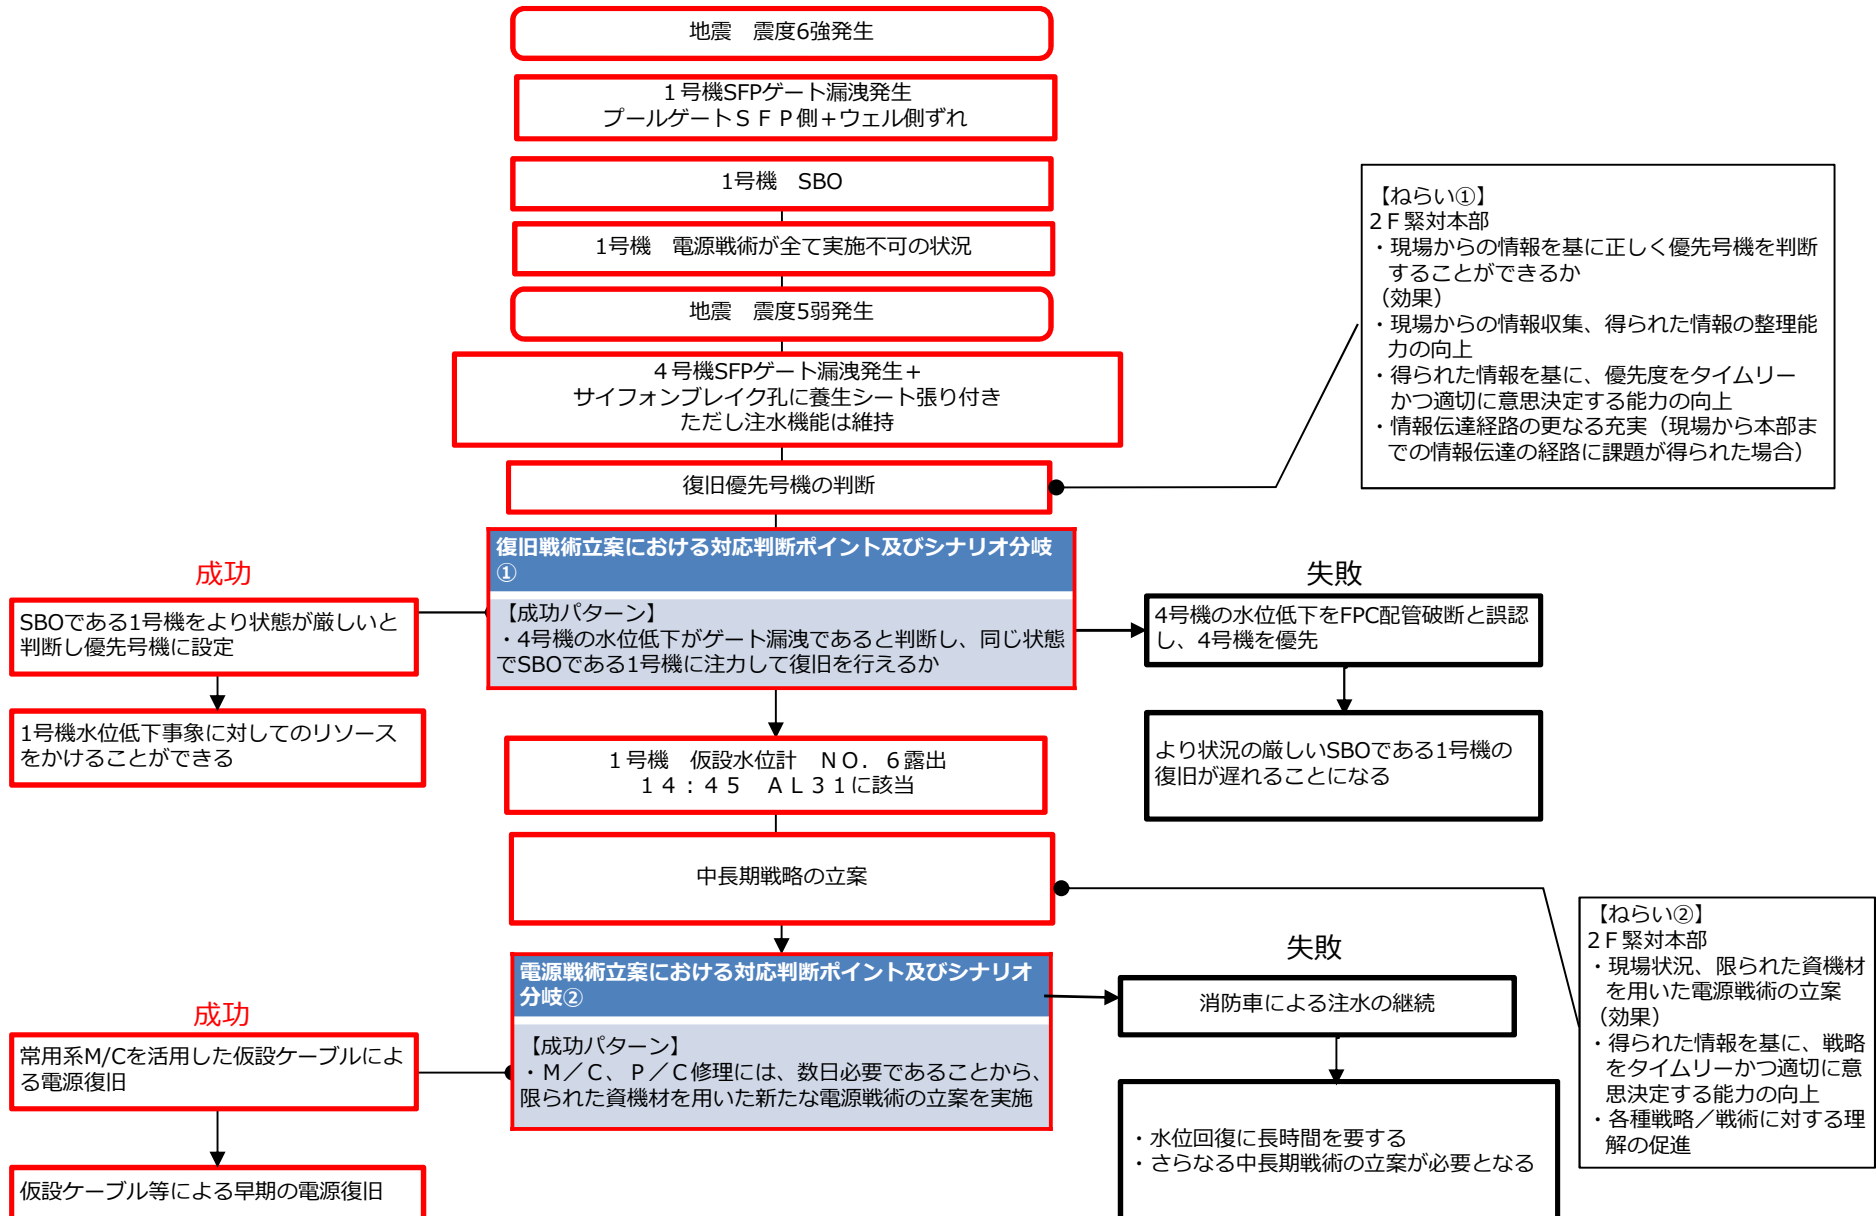 地震　震度6強発生
１号機SFPゲート漏洩発生
プールゲートＳＦＰ側＋ウェル側ずれ
1号機　SBO
1号機　電源戦術が全て実施不可の状況
地震　震度5弱発生
４号機SFPゲート漏洩発生＋
サイフォンブレイク孔に養生シート張り付き
ただし注水機能は維持
復旧優先号機の判断
【ねらい①】
2Ｆ緊対本部
・現場からの情報を基に正しく優先号機を判断
することができるか
（効果）
・現場からの情報収集、得られた情報の整理能
力の向上
・得られた情報を基に、優先度をタイムリー
かつ適切に意思決定する能力の向上
・情報伝達経路の更なる充実（現場から本部ま
での情報伝達の経路に課題が得られた場合）
復旧戦術立案における対応判断ポイント及びシナリオ分岐
①
【成功パターン】
・4号機の水位低下がゲート漏洩であると判断し、同じ状態
でSBOである1号機に注力して復旧を行えるか
成功
SBOである1号機をより状態が厳しいと
判断し優先号機に設定
1号機水位低下事象に対してのリソース
をかけることができる
失敗
4号機の水位低下をFPC配管破断と誤認
し、4号機を優先
より状況の厳しいSBOである1号機の
復旧が遅れることになる
１号機　仮設水位計　ＮＯ．６露出
１４：４５　ＡＬ３１に該当
中長期戦略の立案
【ねらい②】
2Ｆ緊対本部
・現場状況、限られた資機材
を用いた電源戦術の立案
（効果）
・得られた情報を基に、戦略
をタイムリーかつ適切に意
思決定する能力の向上
・各種戦略／戦術に対する理
解の促進
電源戦術立案における対応判断ポイント及びシナリオ
分岐②
【成功パターン】
・Ｍ／Ｃ、Ｐ／Ｃ修理には、数日必要であることから、
限られた資機材を用いた新たな電源戦術の立案を実施
成功
常用系M/Cを活用した仮設ケーブルによ
る電源復旧
仮設ケーブル等による早期の電源復旧
失敗
消防車による注水の継続
・水位回復に長時間を要する
・さらなる中長期戦術の立案が必要となる